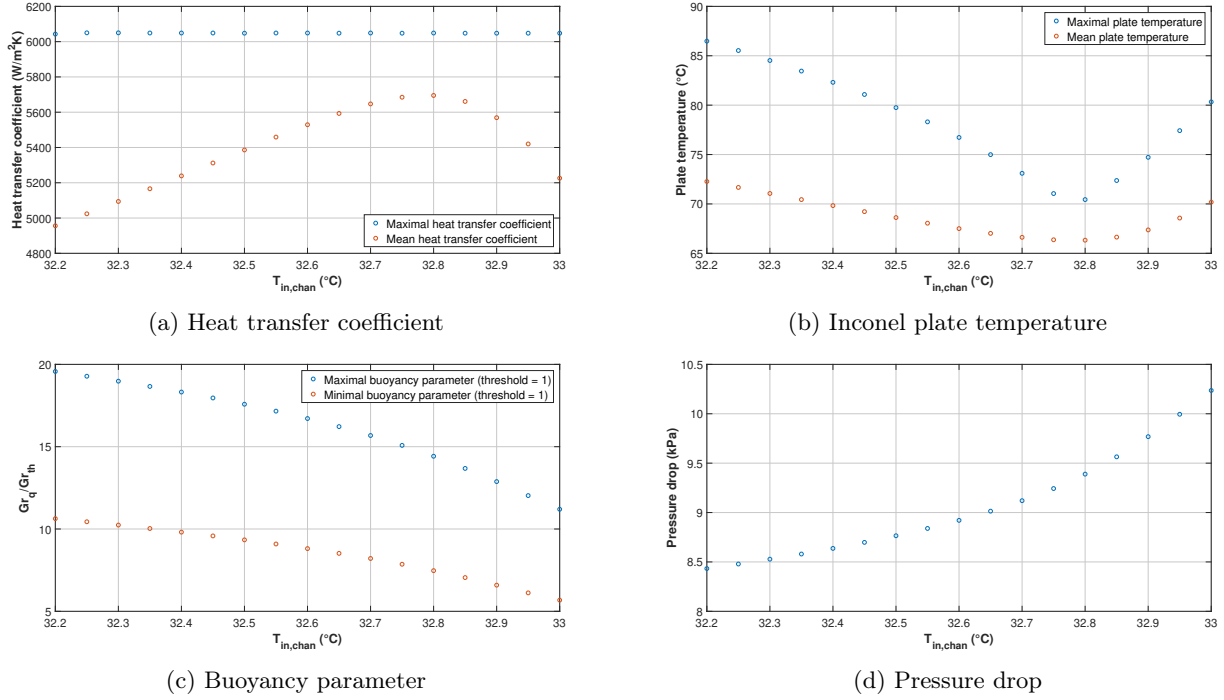 6200
6000
5800
5600
5400
5200
5000
4800
Heat transfer coefficient (W/m²K)
Maximal heat transfer coefficient
Mean heat transfer coefficient
32.2 32.3 32.4 32.5 32.6 32.7 32.8 32.9 33
T_in,chan (°C)
(a) Heat transfer coefficient
90
85
80
75
70
65
Plate temperature (°C)
Maximal plate temperature
Mean plate temperature
32.2 32.3 32.4 32.5 32.6 32.7 32.8 32.9 33
T_in,chan (°C)
(b) Inconel plate temperature
20
15
10
5
Gr_q/Gr_th
Maximal buoyancy parameter (threshold = 1)
Minimal buoyancy parameter (threshold = 1)
32.2 32.3 32.4 32.5 32.6 32.7 32.8 32.9 33
T_in,chan (°C)
(c) Buoyancy parameter
10.5
10
9.5
9
8.5
8
Pressure drop (kPa)
32.2 32.3 32.4 32.5 32.6 32.7 32.8 32.9 33
T_in,chan (°C)
(d) Pressure drop